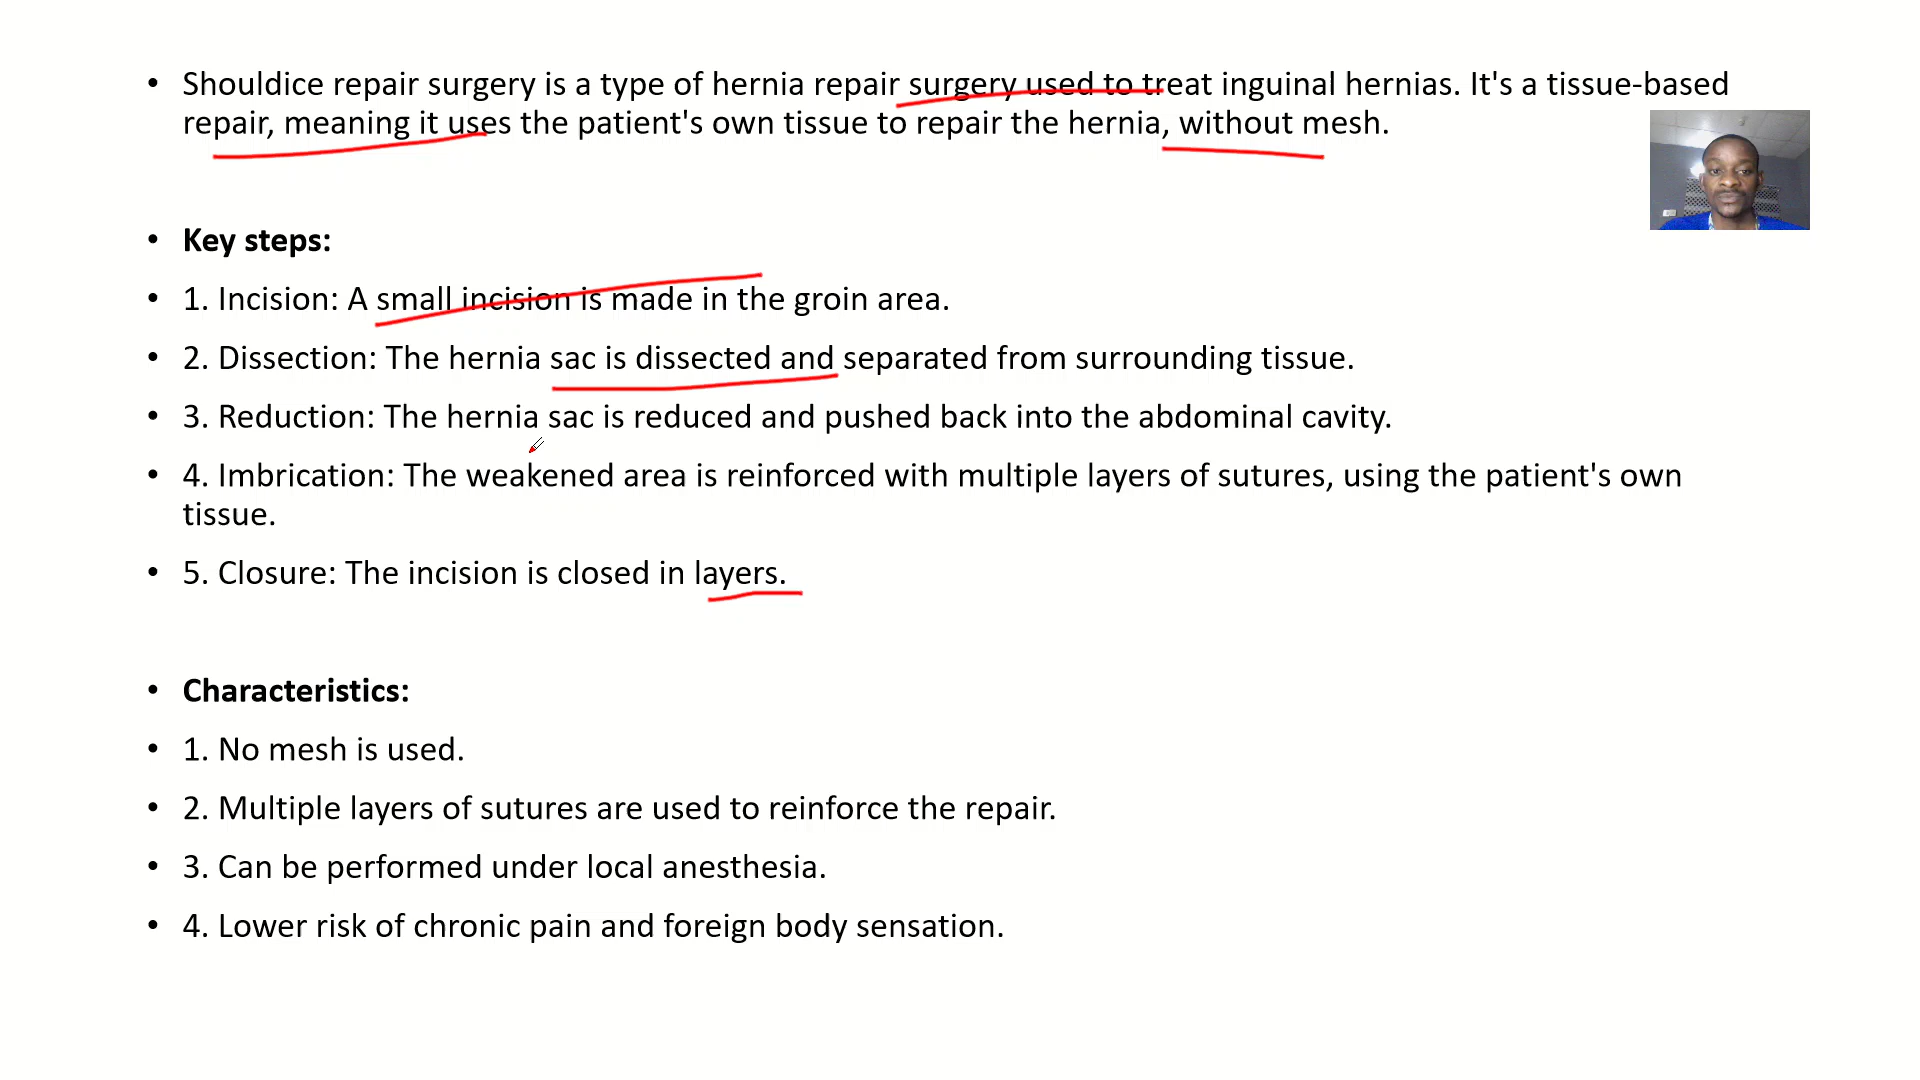 • Shouldice repair surgery is a type of hernia repair surgery used to treat inguinal hernias. It's a tissue-based
repair, meaning it uses the patient's own tissue to repair the hernia, without mesh.
• Key steps:
• 1. Incision: A small incision is made in the groin area.
• 2. Dissection: The hernia sac is dissected and separated from surrounding tissue.
• 3. Reduction: The hernia sac is reduced and pushed back into the abdominal cavity.
• 4. Imbrication: The weakened area is reinforced with multiple layers of sutures, using the patient's own
tissue.
• 5. Closure: The incision is closed in layers.
• Characteristics:
• 1. No mesh is used.
• 2. Multiple layers of sutures are used to reinforce the repair.
• 3. Can be performed under local anesthesia.
• 4. Lower risk of chronic pain and foreign body sensation.